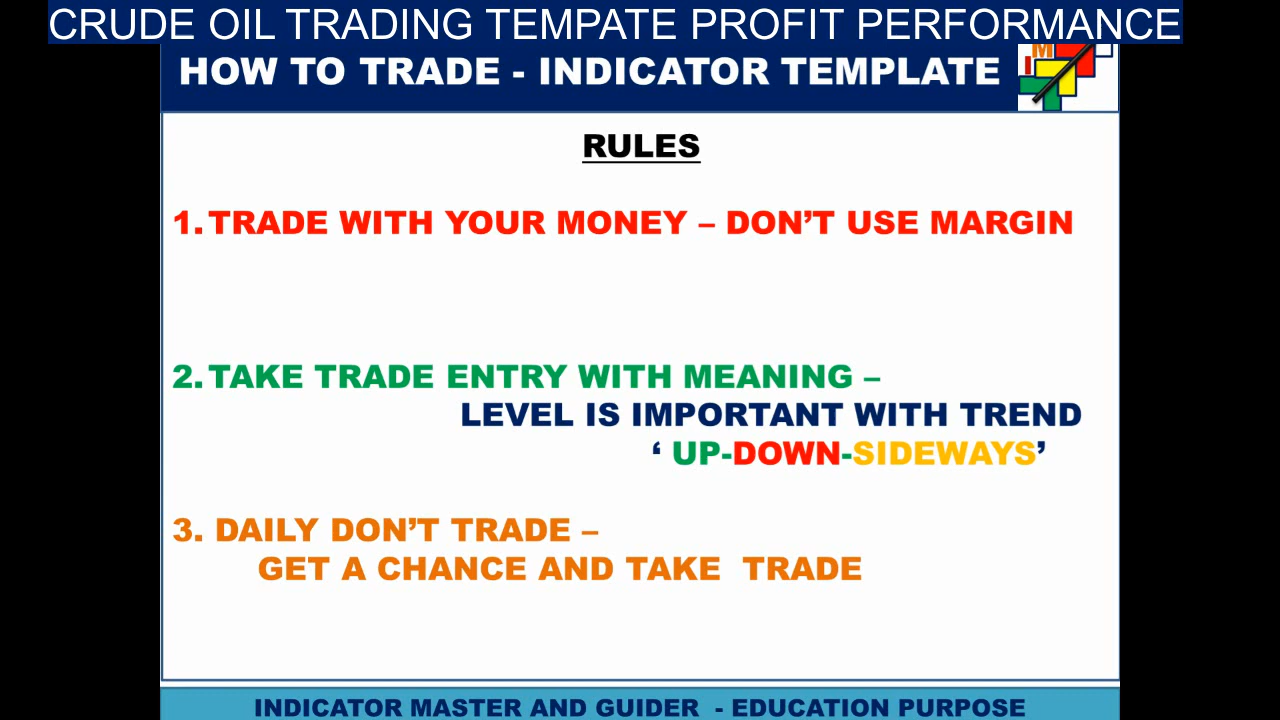 CRUDE OIL TRADING TEMPATE PROFIT PERFORMANCE
HOW TO TRADE - INDICATOR TEMPLATE
M
I
RULES
1. TRADE WITH YOUR MONEY – DON’T USE MARGIN
2. TAKE TRADE ENTRY WITH MEANING –
LEVEL IS IMPORTANT WITH TREND
‘ UP-DOWN-SIDEWAYS’
3. DAILY DON’T TRADE –
GET A CHANCE AND TAKE TRADE
INDICATOR MASTER AND GUIDER - EDUCATION PURPOSE